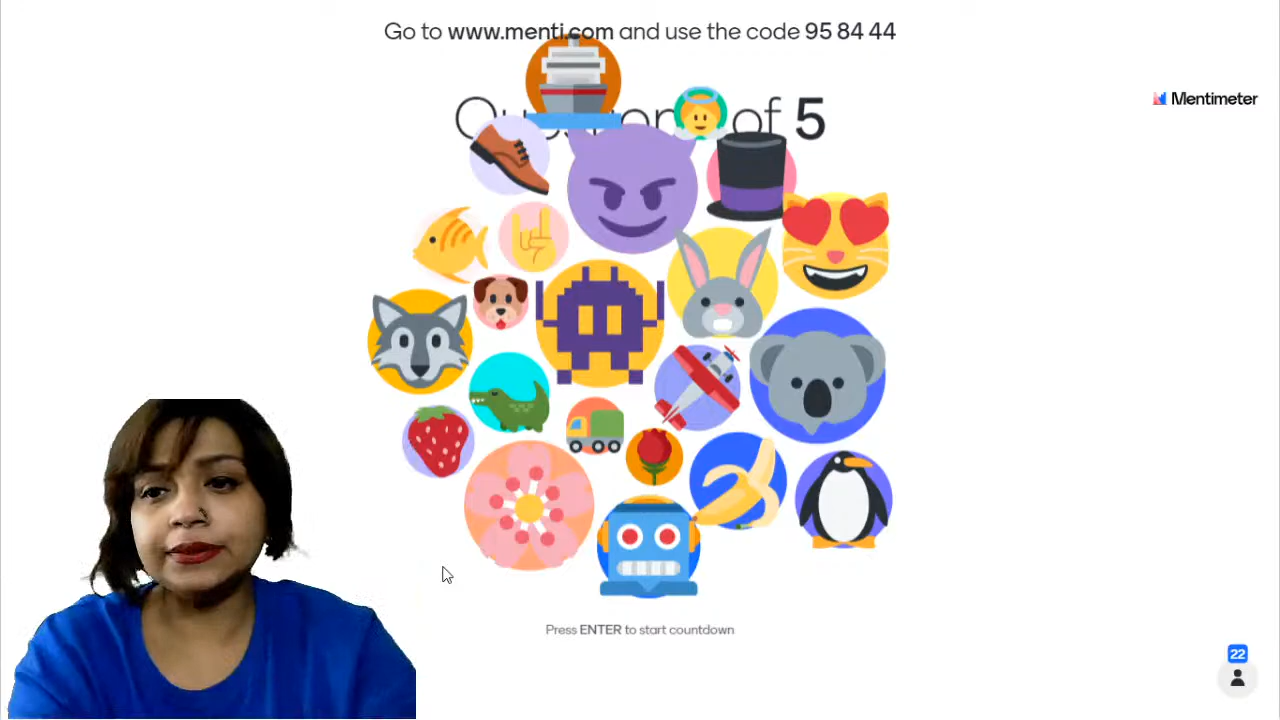 Go to www.menti.com and use the code 95 84 44
of 5
Mentimeter
Press ENTER to start countdown
22